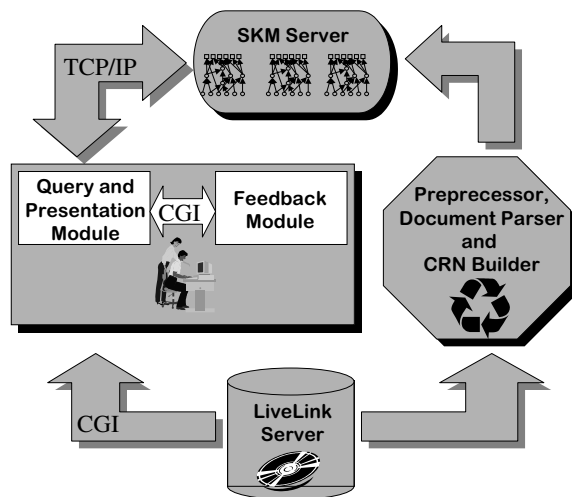 SKM Server
TCP/IP
Query and
Presentation
Module
CGI
Feedback
Module
Preprecessor,
Document Parser
and
CRN Builder
CGI
LiveLink
Server